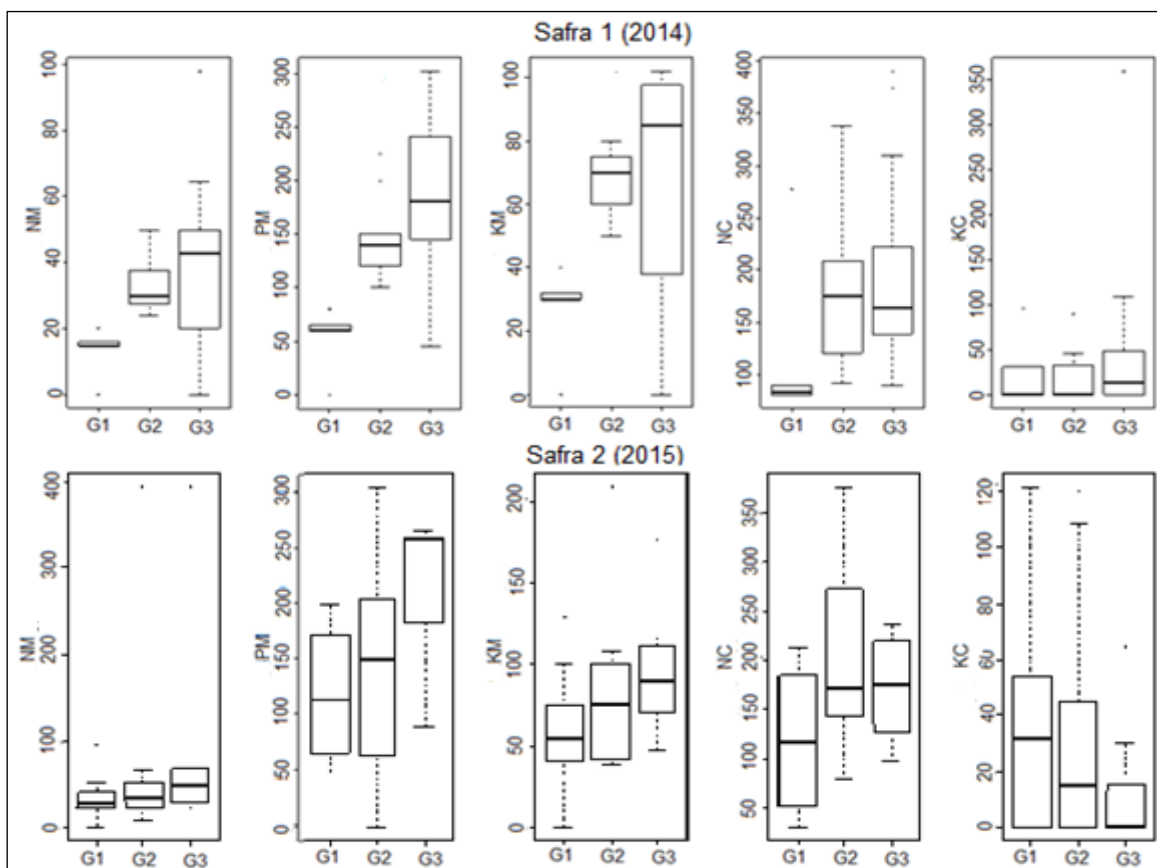 Safra 1 (2014)
NM
0 20 40 60 80 100
G1 G2 G3
PM
0 50 100 150 200 250 300
G1 G2 G3
KM
0 20 40 60 80 100
G1 G2 G3
NC
100 150 200 250 300 350 400
G1 G2 G3
KC
0 50 100 150 200 250 300 350
G1 G2 G3
Safra 2 (2015)
NM
0 100 200 300 400
G1 G2 G3
PM
0 50 100 150 200 250 300
G1 G2 G3
KM
0 50 100 150 200
G1 G2 G3
NC
50 100 150 200 250 300 350
G1 G2 G3
KC
0 20 40 60 80 100 120
G1 G2 G3